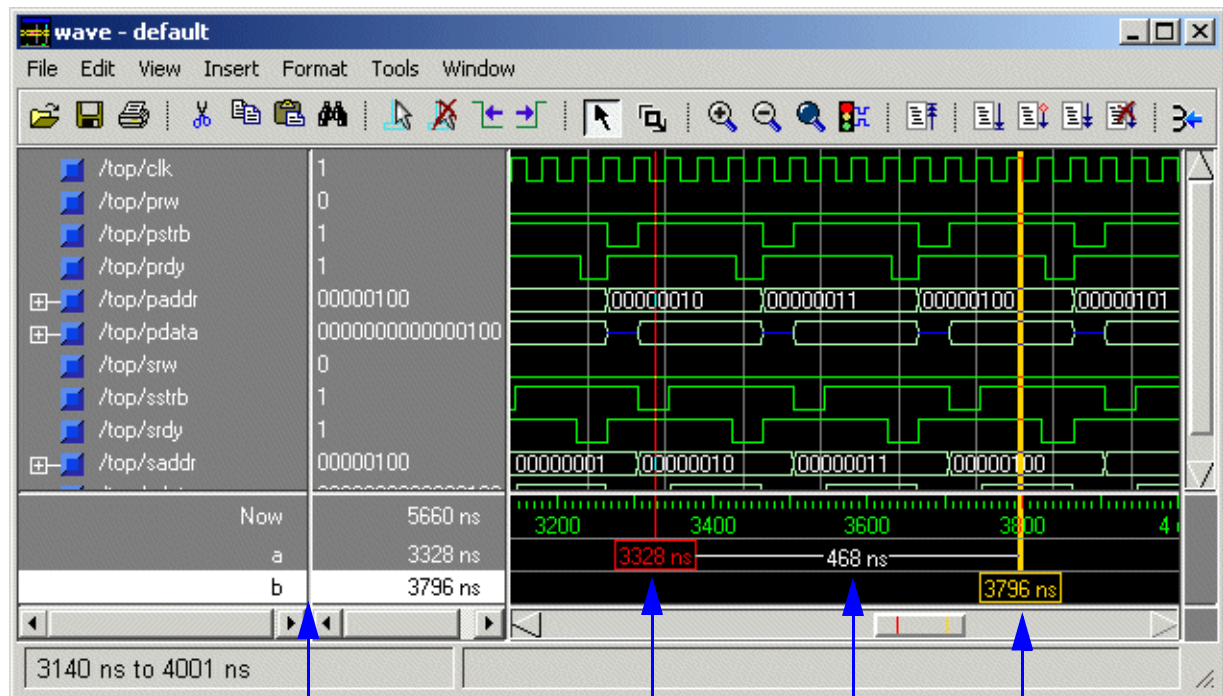 wave - default
File Edit View Insert Format Tools Window
/top/clk 1
/top/prw 0
/top/pstrb 1
/top/prdy 1
/top/paddr 00000100 00000010 00000011 00000100 00000101
/top/pdata 0000000000000100
/top/srw 0
/top/sstrb 1
/top/srdy 1
/top/saddr 00000100 00000001 00000010 00000011 00000100
Now 5660 ns 3200 3400 3600 3800 4
a 3328 ns 3328 ns 468 ns
b 3796 ns 3796 ns
3140 ns to 4001 ns